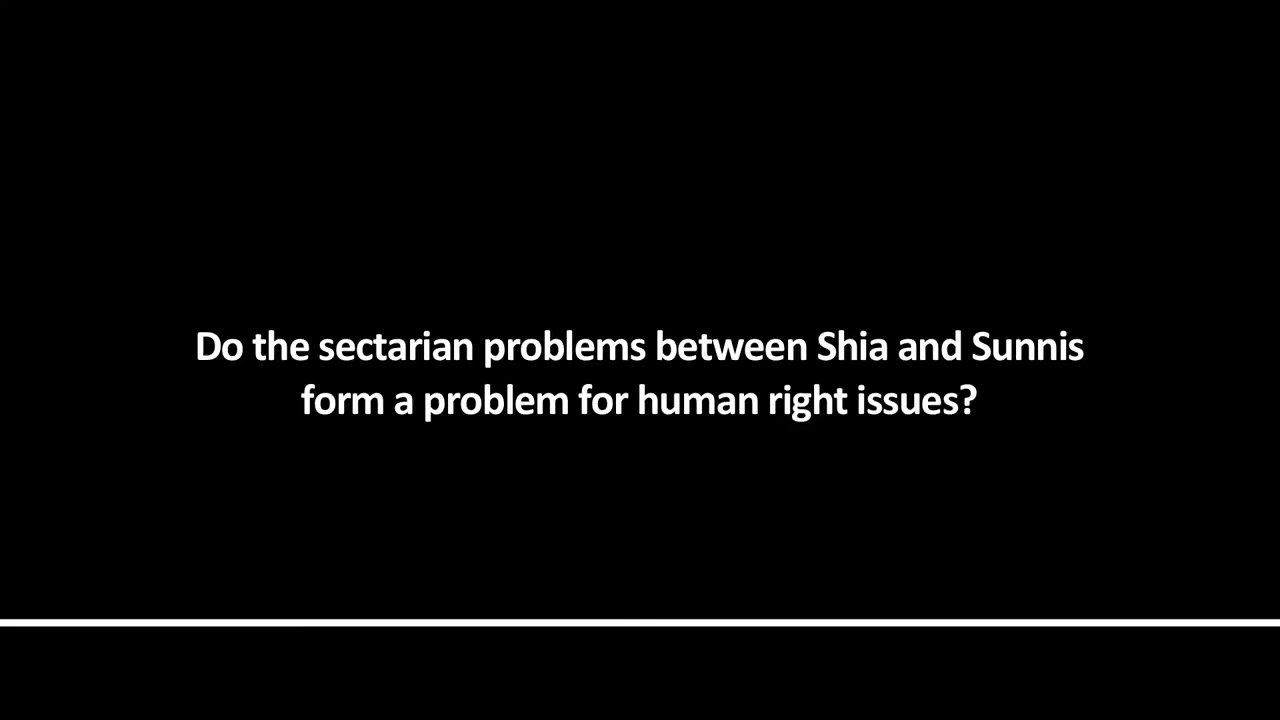 Do the sectarian problems between Shia and Sunnis
form a problem for human right issues?